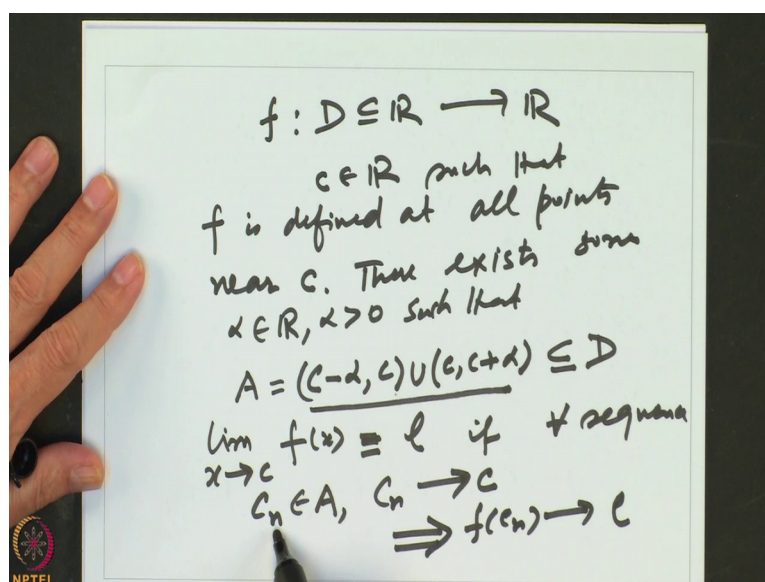 f : D ⊆ ℝ ⟶ ℝ
c ∈ ℝ such that
f is defined at all points
near c. There exists some
α ∈ ℝ, α > 0 such that
A = (c-α, c) ∪ (c, c+α) ⊆ D
lim f(x) = l if ∀ sequence
x → c
Cₙ ∈ A, Cₙ ⟶ c
⟹ f(cₙ) ⟶ l
NPTEL